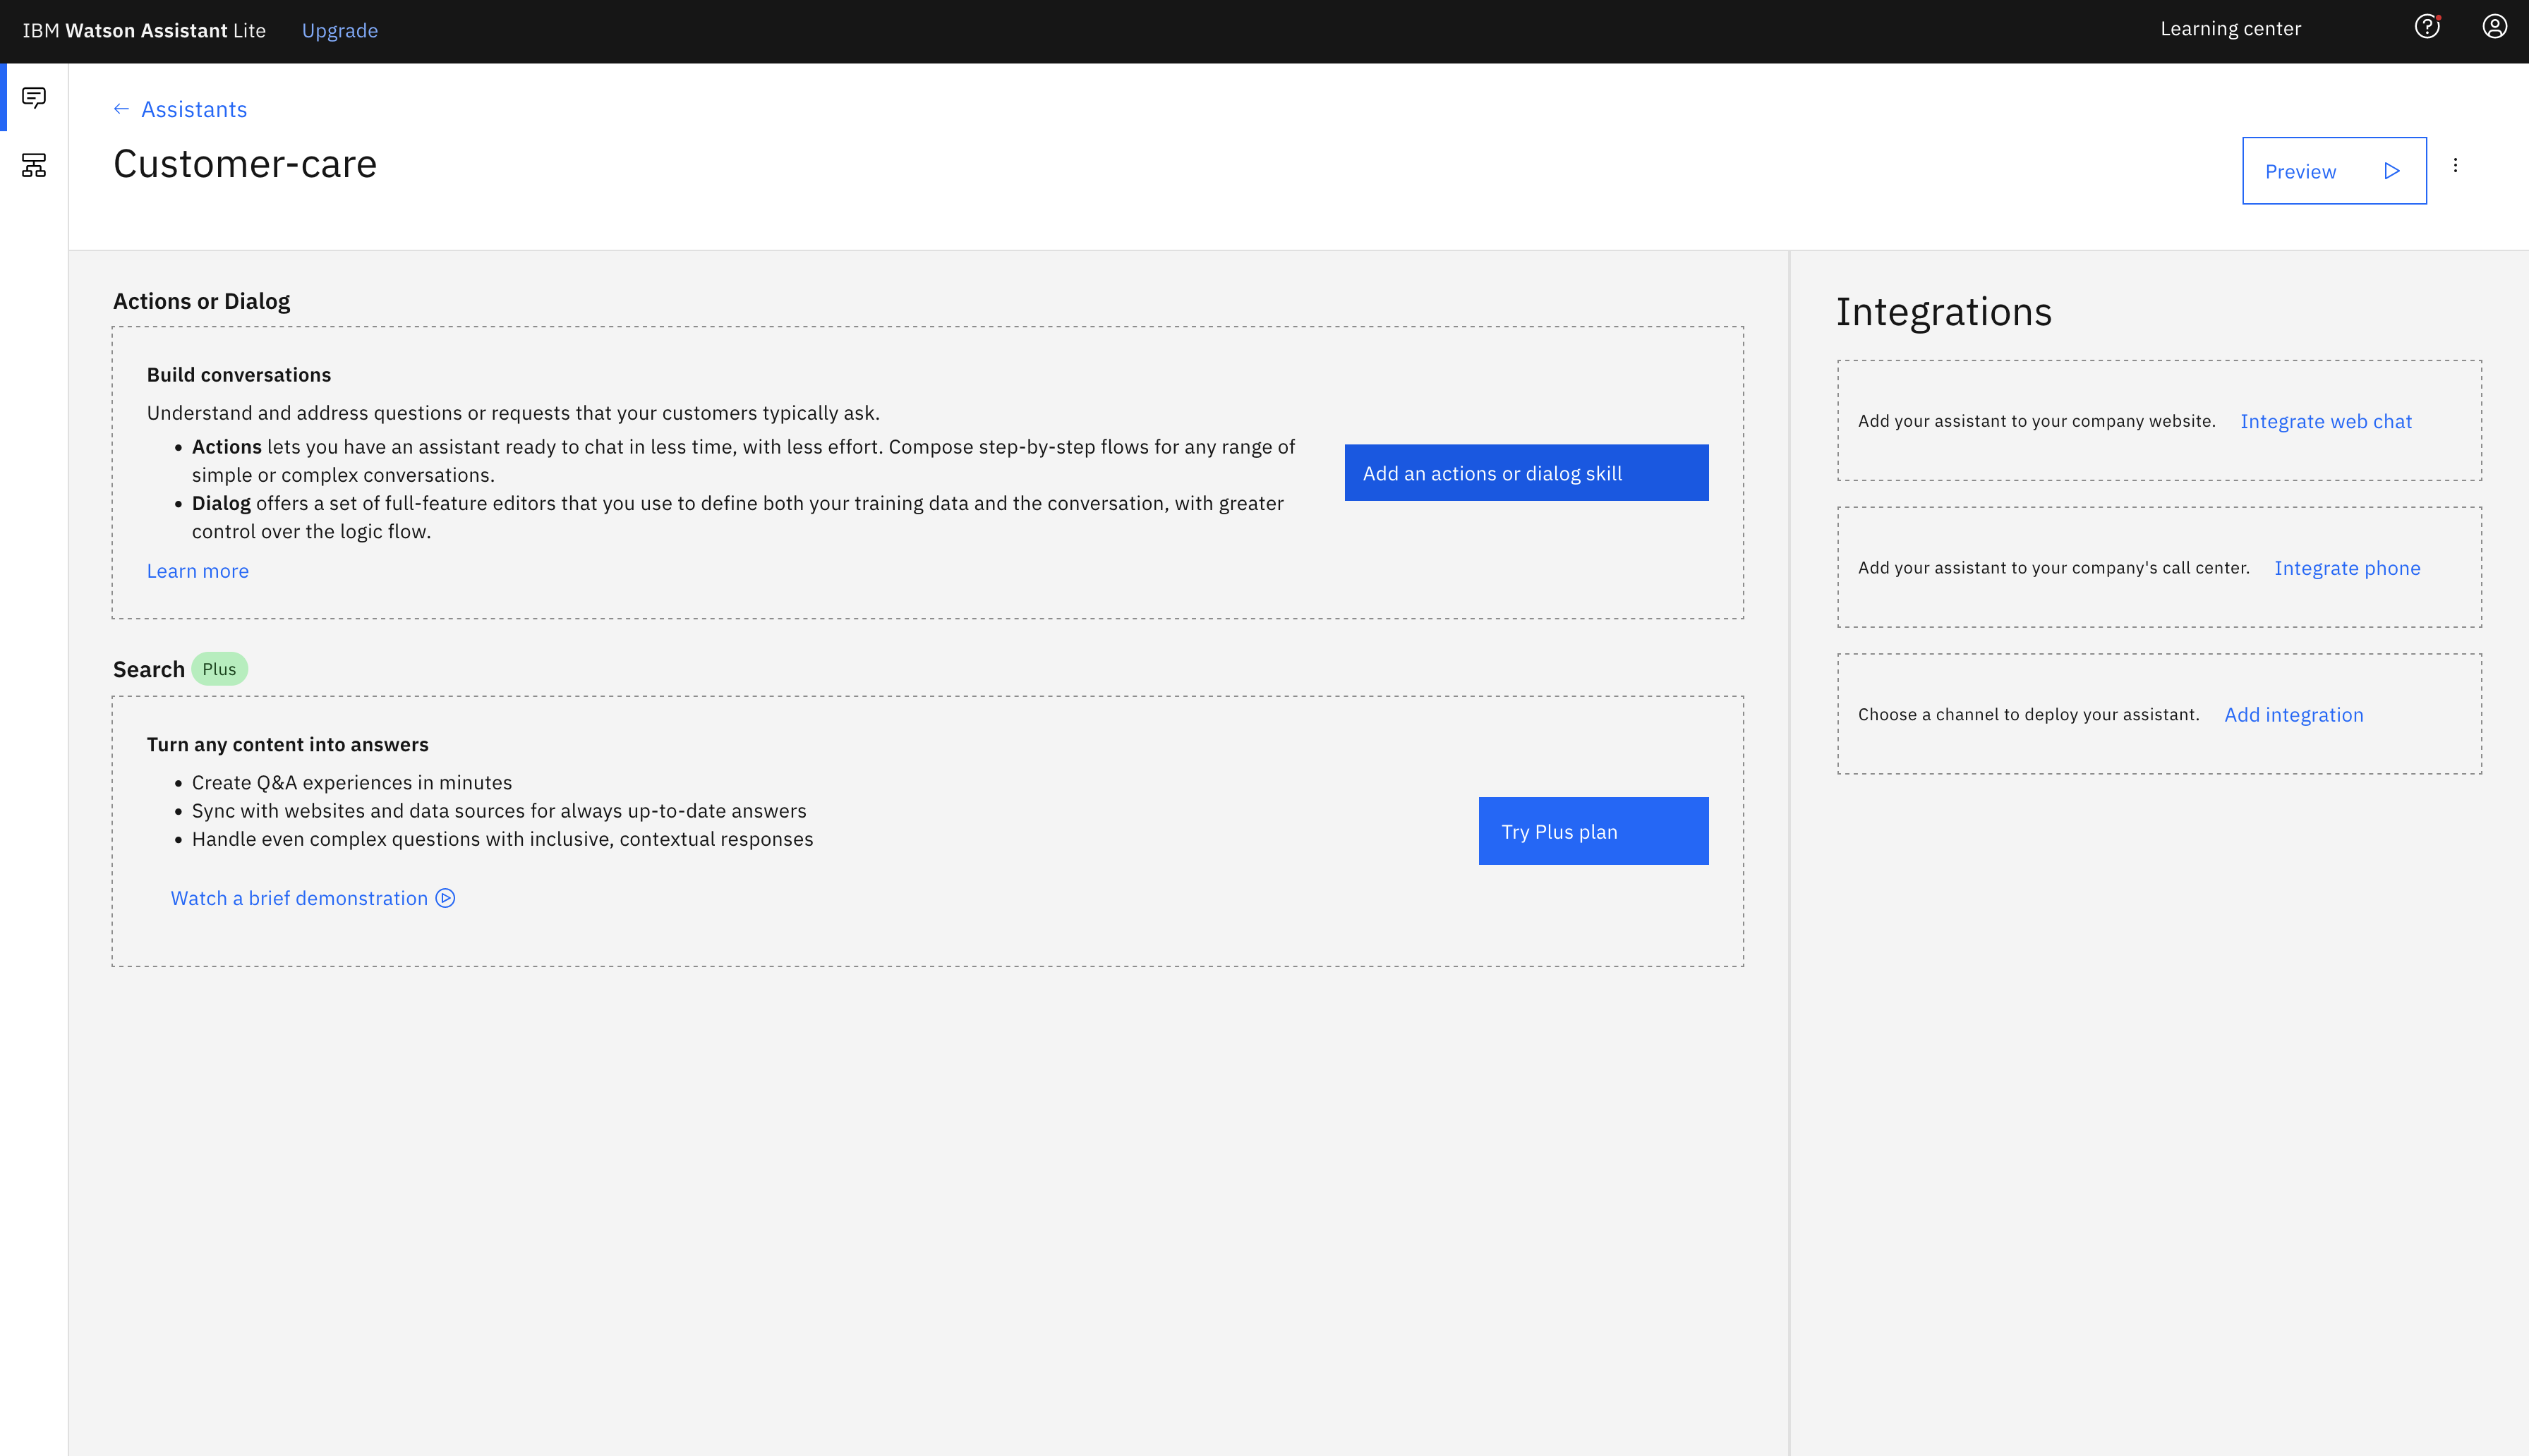 IBM Watson Assistant Lite
Upgrade
Learning center
← Assistants
Customer-care
Preview
Actions or Dialog
Build conversations
Understand and address questions or requests that your customers typically ask.
• Actions lets you have an assistant ready to chat in less time, with less effort. Compose step-by-step flows for any range of
simple or complex conversations.
• Dialog offers a set of full-feature editors that you use to define both your training data and the conversation, with greater
control over the logic flow.
Learn more
Add an actions or dialog skill
Search Plus
Turn any content into answers
• Create Q&A experiences in minutes
• Sync with websites and data sources for always up-to-date answers
• Handle even complex questions with inclusive, contextual responses
Watch a brief demonstration
Try Plus plan
Integrations
Add your assistant to your company website. Integrate web chat
Add your assistant to your company's call center. Integrate phone
Choose a channel to deploy your assistant. Add integration